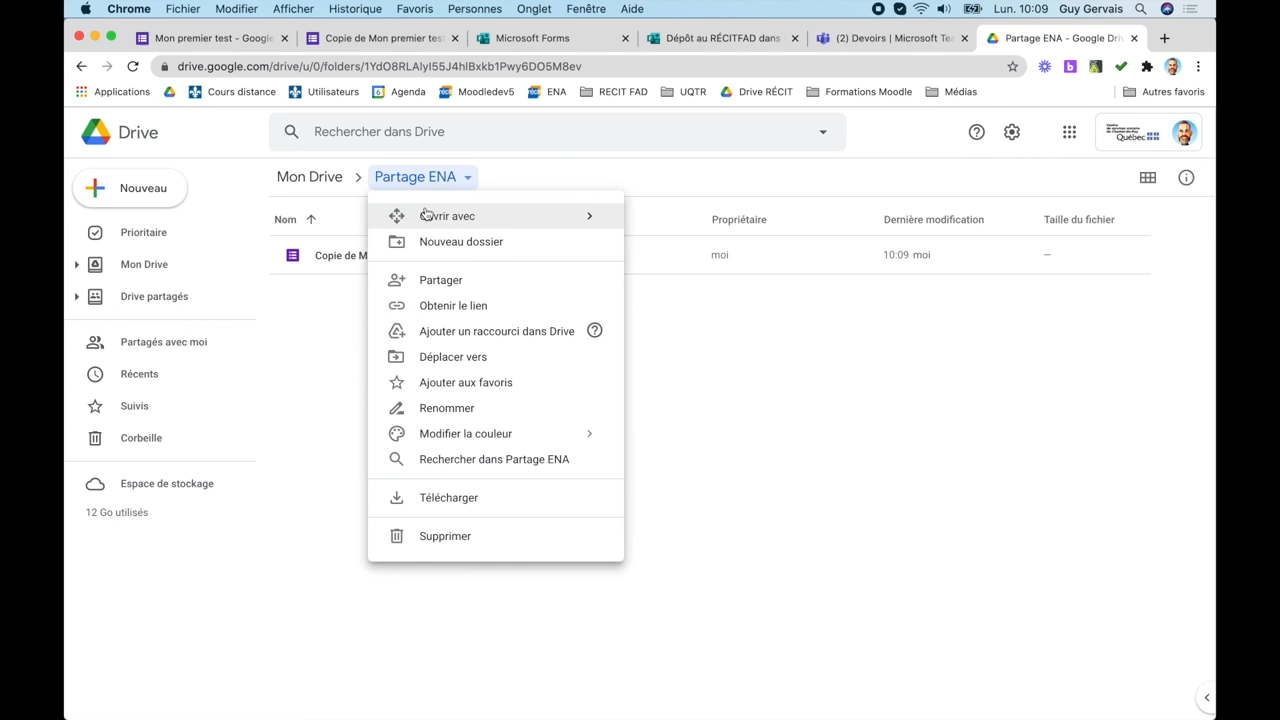 Chrome Fichier Modifier Afficher Historique Favoris Personnes Onglet Fenêtre Aide Lun. 10:09 Guy Gervais
Mon premier test - Google Copie de Mon premier test Microsoft Forms Dépôt au RÉCITFAD dans (2) Devoirs | Microsoft Tea Partage ENA - Google Driv
drive.google.com/drive/u/0/folders/
Applications Cours distance Utilisateurs Agenda Moodledev5 ENA RECIT FAD UQTR Drive RÉCIT Formations Moodle Médias Autres favoris
Drive Rechercher dans Drive Québec
Nouveau Mon Drive Partage ENA
Nom Propriétaire Dernière modification Taille du fichier
Copie de M moi 10:09 moi —
Prioritaire
Mon Drive
Drive partagés
Partagés avec moi
Récents
Suivis
Corbeille
Espace de stockage
12 Go utilisés
vrir avec
Nouveau dossier
Partager
Obtenir le lien
Ajouter un raccourci dans Drive
Déplacer vers
Ajouter aux favoris
Renommer
Modifier la couleur
Rechercher dans Partage ENA
Télécharger
Supprimer